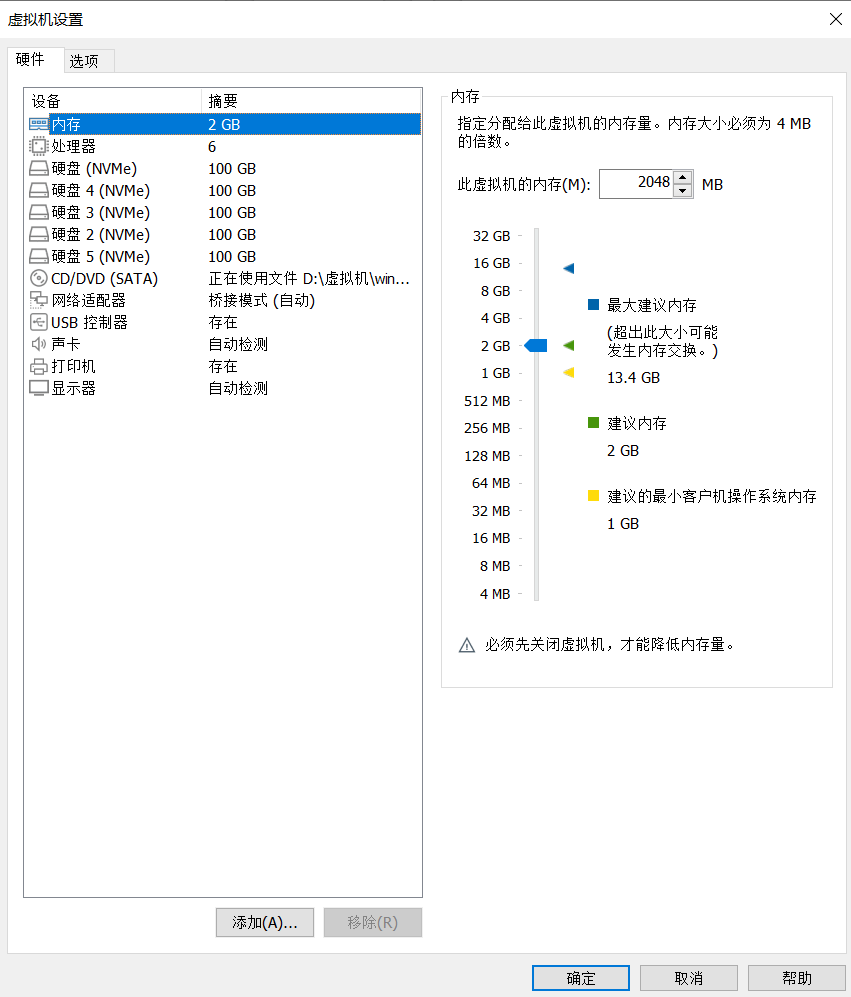 虚拟机设置
硬件
选项
设备 摘要
内存 2 GB
处理器 6
硬盘 (NVMe) 100 GB
硬盘 4 (NVMe) 100 GB
硬盘 3 (NVMe) 100 GB
硬盘 2 (NVMe) 100 GB
硬盘 5 (NVMe) 100 GB
CD/DVD (SATA) 正在使用文件 D:\虚拟机\win...
网络适配器 桥接模式 (自动)
USB 控制器 存在
声卡 自动检测
打印机 存在
显示器 自动检测
添加(A)...
移除(R)
内存
指定分配给此虚拟机的内存量。内存大小必须为 4 MB
的倍数。
此虚拟机的内存(M): 2048 MB
32 GB
16 GB
8 GB
4 GB
2 GB
1 GB
512 MB
256 MB
128 MB
64 MB
32 MB
16 MB
8 MB
4 MB
最大建议内存
(超出此大小可能
发生内存交换。)
13.4 GB
建议内存
2 GB
建议的最小客户机操作系统内存
1 GB
必须先关闭虚拟机，才能降低内存量。
确定
取消
帮助